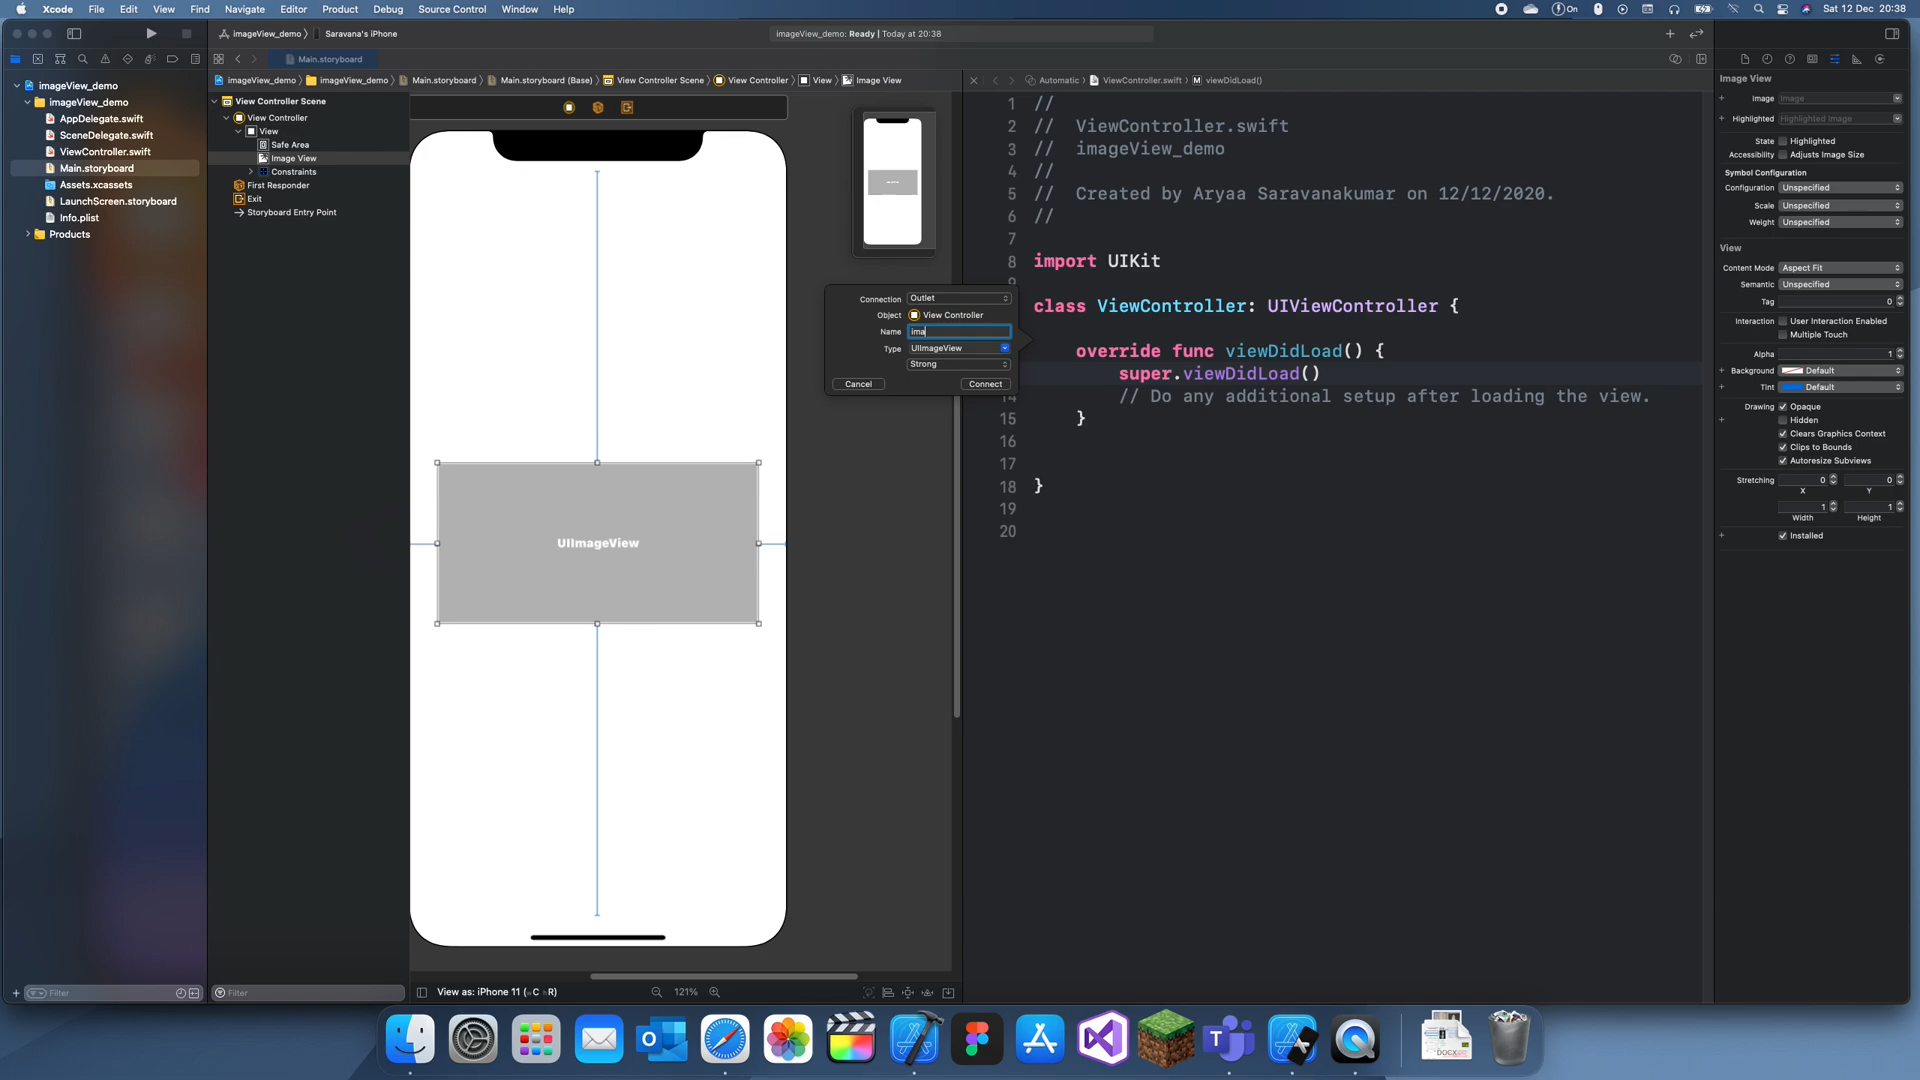 Xcode File Edit View Find Navigate Editor Product Debug Source Control Window Help
On Sat 12 Dec 20:38
imageView_demo Saravana's iPhone
imageView_demo: Ready | Today at 20:38
Main.storyboard
imageView_demo imageView_demo Main.storyboard Main.storyboard (Base) View Controller Scene View Controller View Image View
Automatic ViewController.swift M viewDidLoad()
imageView_demo
imageView_demo
AppDelegate.swift
SceneDelegate.swift
ViewController.swift
Main.storyboard
Assets.xcassets
LaunchScreen.storyboard
Info.plist
Products
Filter
View Controller Scene
View Controller
View
Safe Area
Image View
Constraints
First Responder
Exit
Storyboard Entry Point
Filter
UIImageView
View as: iPhone 11 (wC hR)
121%
Connection Outlet
Object View Controller
Name ima
Type UIImageView
Strong
Cancel Connect
1 //
2 // ViewController.swift
3 // imageView_demo
4 //
5 // Created by Aryaa Saravanakumar on 12/12/2020.
6 //
7
8 import UIKit
9
class ViewController: UIViewController {
override func viewDidLoad() {
super.viewDidLoad()
14 // Do any additional setup after loading the view.
15 }
16
17
18 }
19
20
Image View
Image Image
Highlighted Highlighted Image
State Highlighted
Accessibility Adjusts Image Size
Symbol Configuration
Configuration Unspecified
Scale Unspecified
Weight Unspecified
View
Content Mode Aspect Fit
Semantic Unspecified
Tag 0
Interaction User Interaction Enabled
Multiple Touch
Alpha 1
Background Default
Tint Default
Drawing Opaque
Hidden
Clears Graphics Context
Clips to Bounds
Autoresize Subviews
Stretching 0 0
X Y
1 1
Width Height
Installed
DOCX